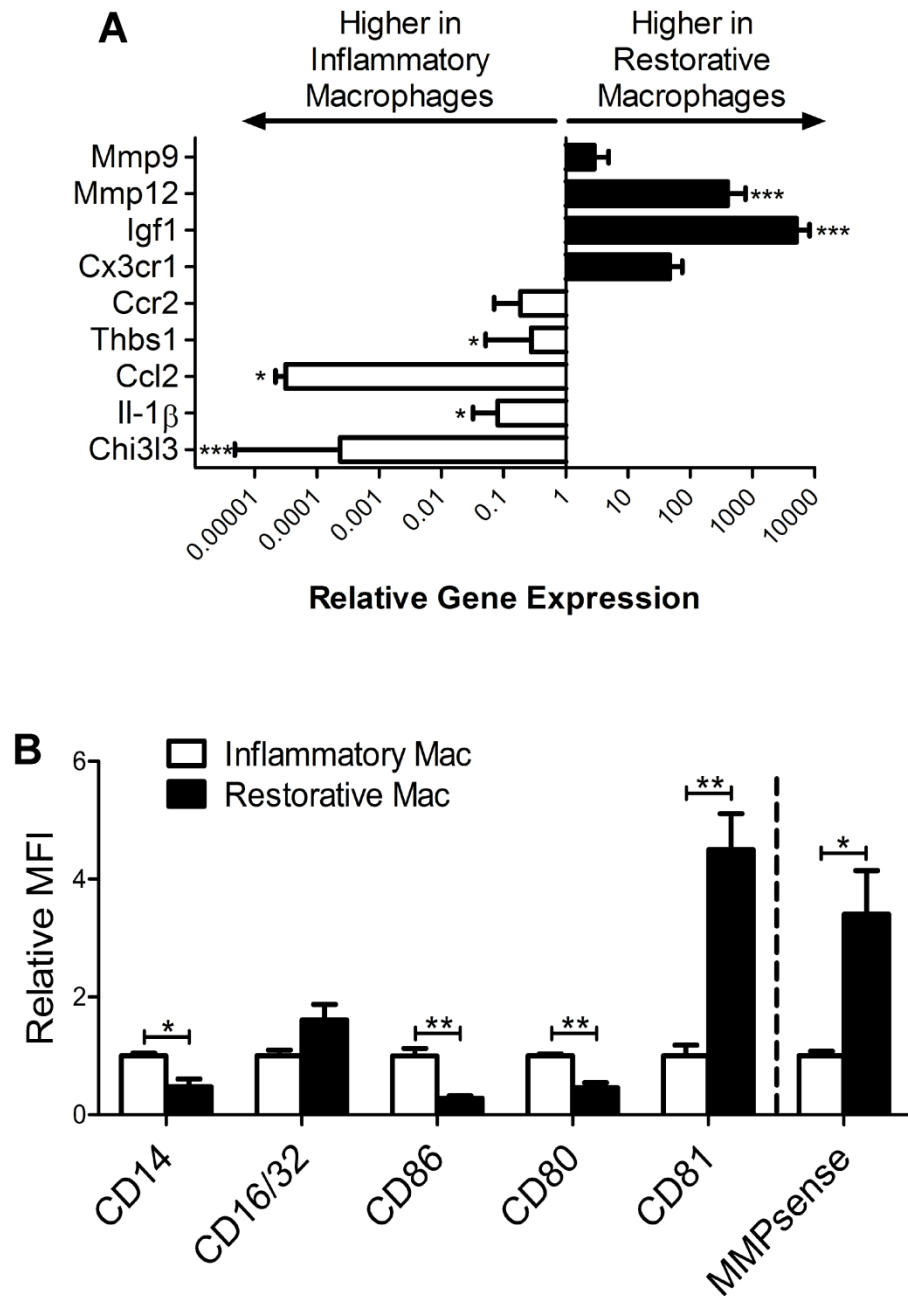 A
Higher in
Inflammatory
Macrophages
Higher in
Restorative
Macrophages
Mmp9
Mmp12
***
Igf1
***
Cx3cr1
Ccr2
Thbs1
*
Ccl2
*
Il-1β
*
Chi3l3
***
0.00001
0.0001
0.001
0.01
0.1
1
10
100
1000
10000
Relative Gene Expression
B
Inflammatory Mac
Restorative Mac
Relative MFI
6
4
2
0
*
**
**
**
*
CD14
CD16/32
CD86
CD80
CD81
MMPsense